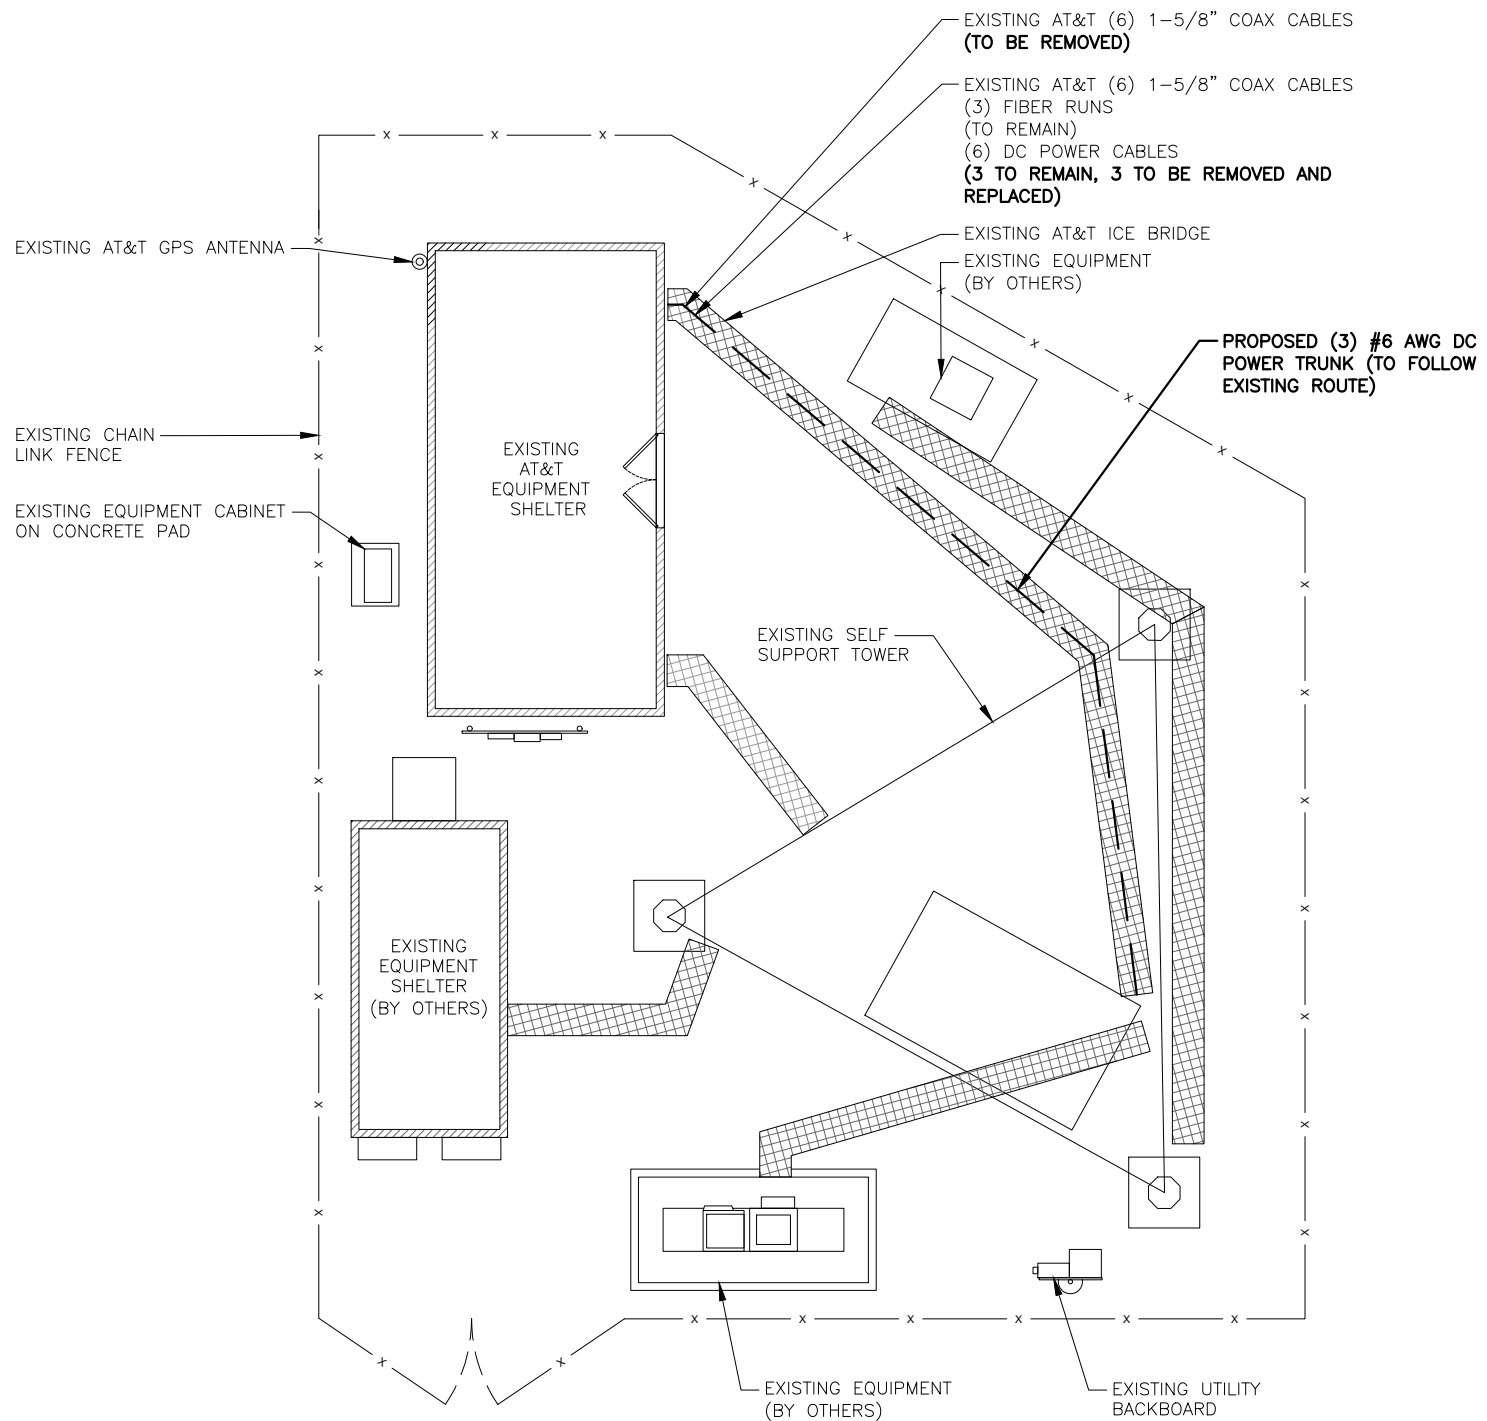 EXISTING AT&T (6) 1-5/8" COAX CABLES
(TO BE REMOVED)
EXISTING AT&T (6) 1-5/8" COAX CABLES
(3) FIBER RUNS
(TO REMAIN)
(6) DC POWER CABLES
(3 TO REMAIN, 3 TO BE REMOVED AND
REPLACED)
EXISTING AT&T ICE BRIDGE
EXISTING EQUIPMENT
(BY OTHERS)
EXISTING AT&T GPS ANTENNA
PROPOSED (3) #6 AWG DC
POWER TRUNK (TO FOLLOW
EXISTING ROUTE)
EXISTING CHAIN
LINK FENCE
EXISTING
AT&T
EQUIPMENT
SHELTER
EXISTING EQUIPMENT CABINET
ON CONCRETE PAD
EXISTING SELF
SUPPORT TOWER
EXISTING
EQUIPMENT
SHELTER
(BY OTHERS)
EXISTING EQUIPMENT
(BY OTHERS)
EXISTING UTILITY
BACKBOARD